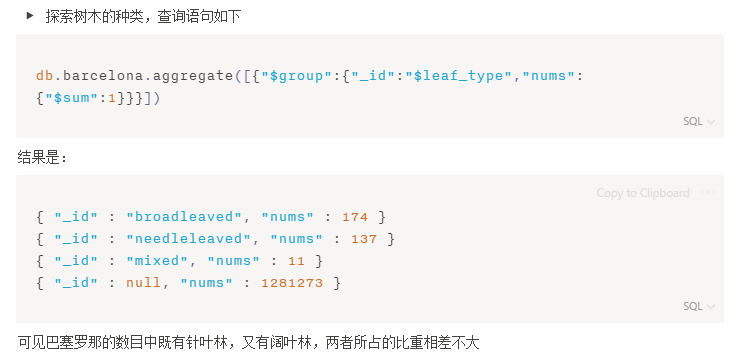 ▶ 探索树木的种类，查询语句如下
db.barcelona.aggregate([{"$group":{"_id":"$leaf_type","nums":
{"$sum":1}}}])
SQL
结果是：
Copy to Clipboard ···
{ "_id" : "broadleaved", "nums" : 174 }
{ "_id" : "needleleaved", "nums" : 137 }
{ "_id" : "mixed", "nums" : 11 }
{ "_id" : null, "nums" : 1281273 }
SQL
可见巴塞罗那的数目中既有针叶林，又有阔叶林，两者所占的比重相差不大